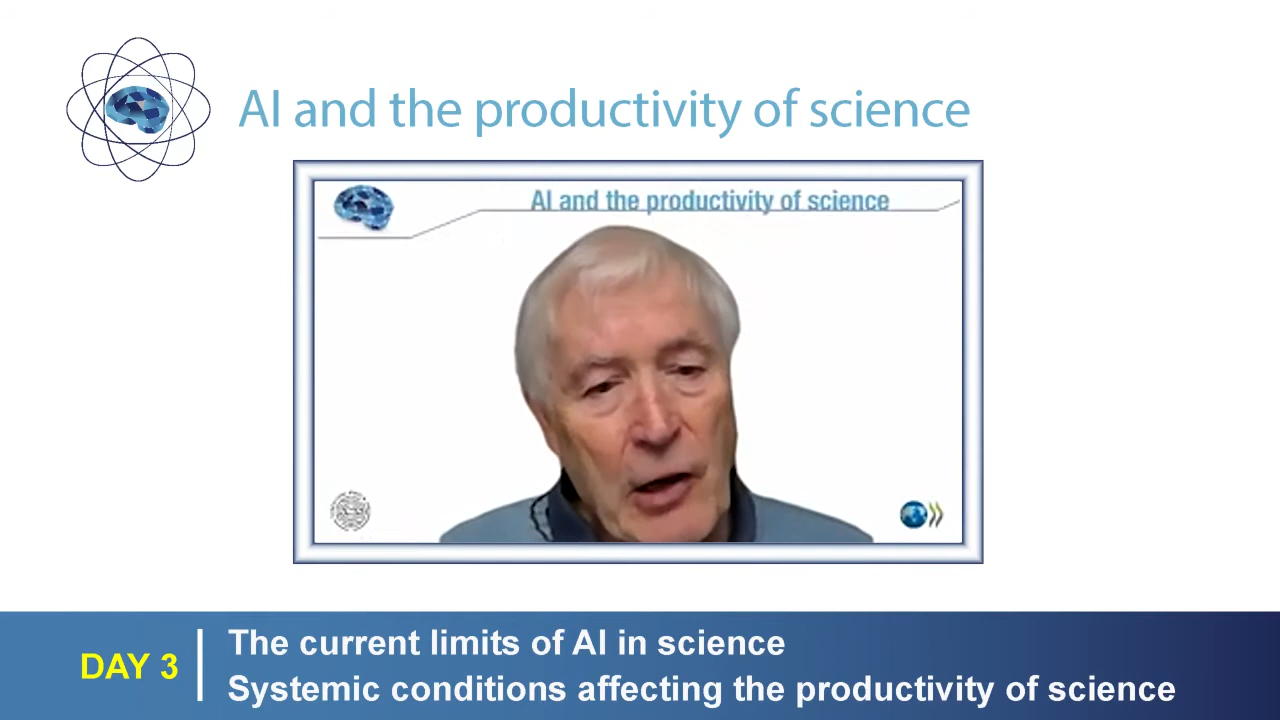 AI and the productivity of science
AI and the productivity of science
DAY 3
The current limits of AI in science
Systemic conditions affecting the productivity of science